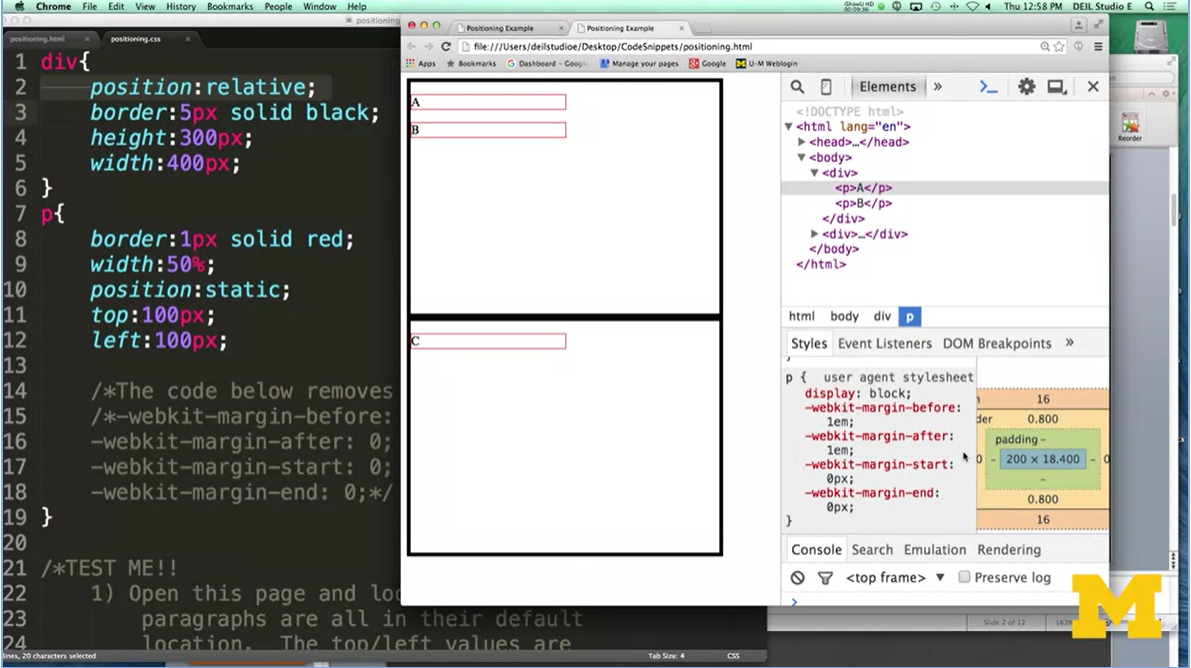 Chrome File Edit View History Bookmarks People Window Help
iShowU HD
00:09:36
Thu 12:58 PM DEIL Studio E
positioning
positioning.html
positioning.css
1 div{
2 position:relative;
3 border:5px solid black;
4 height:300px;
5 width:400px;
6 }
7 p{
8 border:1px solid red;
9 width:50%;
10 position:static;
11 top:100px;
12 left:100px;
13
14 /*The code below removes
15 /*-webkit-margin-before:
16 -webkit-margin-after: 0;
17 -webkit-margin-start: 0;
18 -webkit-margin-end: 0;*/
19 }
20
21 /*TEST ME!!
22 1) Open this page and loo
23 paragraphs are all in their default
24 location. The top/left values are
lines, 20 characters selected
Tab Size: 4
CSS
Positioning Example
Positioning Example
file:///Users/deilstudioe/Desktop/CodeSnippets/positioning.html
Apps Bookmarks Dashboard - Google Manage your pages Google U-M Weblogin
A
B
C
Elements »
<!DOCTYPE html>
<html lang="en">
<head>…</head>
<body>
<div>
<p>A</p>
<p>B</p>
</div>
<div>…</div>
</body>
</html>
html body div p
Styles Event Listeners DOM Breakpoints »
}
p { user agent stylesheet
display: block;
-webkit-margin-before:
1em;
-webkit-margin-after:
1em;
-webkit-margin-start:
0px;
-webkit-margin-end:
0px;
}
16
der 0.800
padding -
0 - 200 × 18.400 - 0
-
0.800
16
Console Search Emulation Rendering
<top frame> Preserve log
>
Reorder
Slide 2 of 12
M